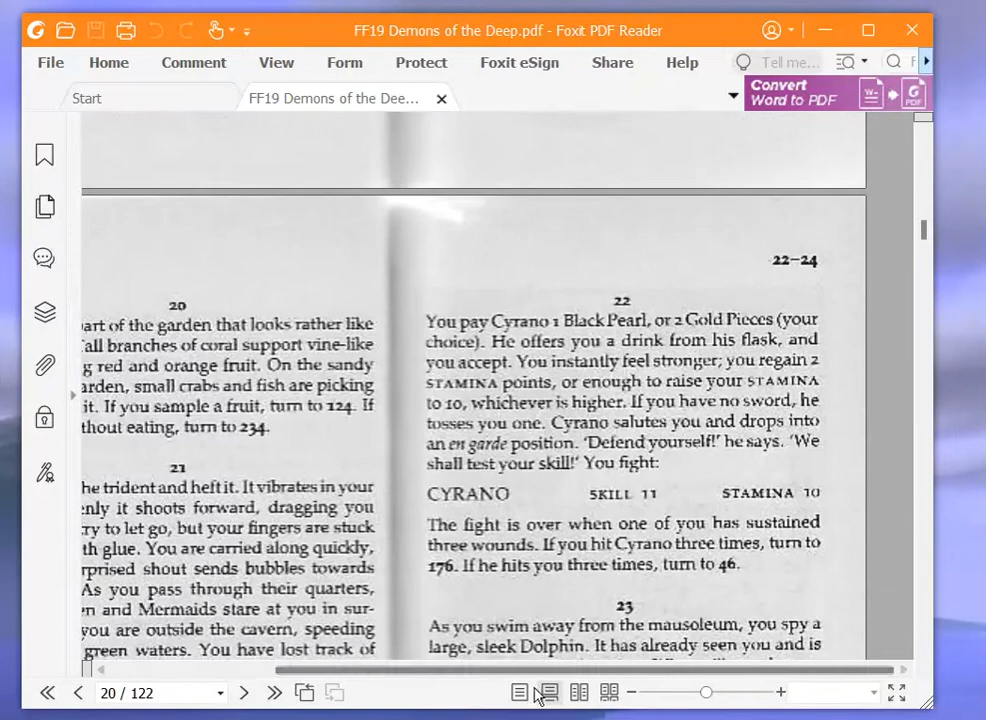 FF19 Demons of the Deep.pdf - Foxit PDF Reader
File Home Comment View Form Protect Foxit eSign Share Help Tell me... F
Start FF19 Demons of the Dee...
Convert
Word to PDF
22–24
20
art of the garden that looks rather like
all branches of coral support vine-like
g red and orange fruit. On the sandy
arden, small crabs and fish are picking
it. If you sample a fruit, turn to 124. If
thout eating, turn to 234.
21
he trident and heft it. It vibrates in your
nly it shoots forward, dragging you
ry to let go, but your fingers are stuck
th glue. You are carried along quickly,
rprised shout sends bubbles towards
As you pass through their quarters,
en and Mermaids stare at you in sur-
you are outside the cavern, speeding
green waters. You have lost track of
22
You pay Cyrano 1 Black Pearl, or 2 Gold Pieces (your
choice). He offers you a drink from his flask, and
you accept. You instantly feel stronger; you regain 2
STAMINA points, or enough to raise your STAMINA
to 10, whichever is higher. If you have no sword, he
tosses you one. Cyrano salutes you and drops into
an en garde position. 'Defend yourself!' he says. 'We
shall test your skill!' You fight:
CYRANO SKILL 11 STAMINA 10
The fight is over when one of you has sustained
three wounds. If you hit Cyrano three times, turn to
176. If he hits you three times, turn to 46.
23
As you swim away from the mausoleum, you spy a
large, sleek Dolphin. It has already seen you and is
20 / 122